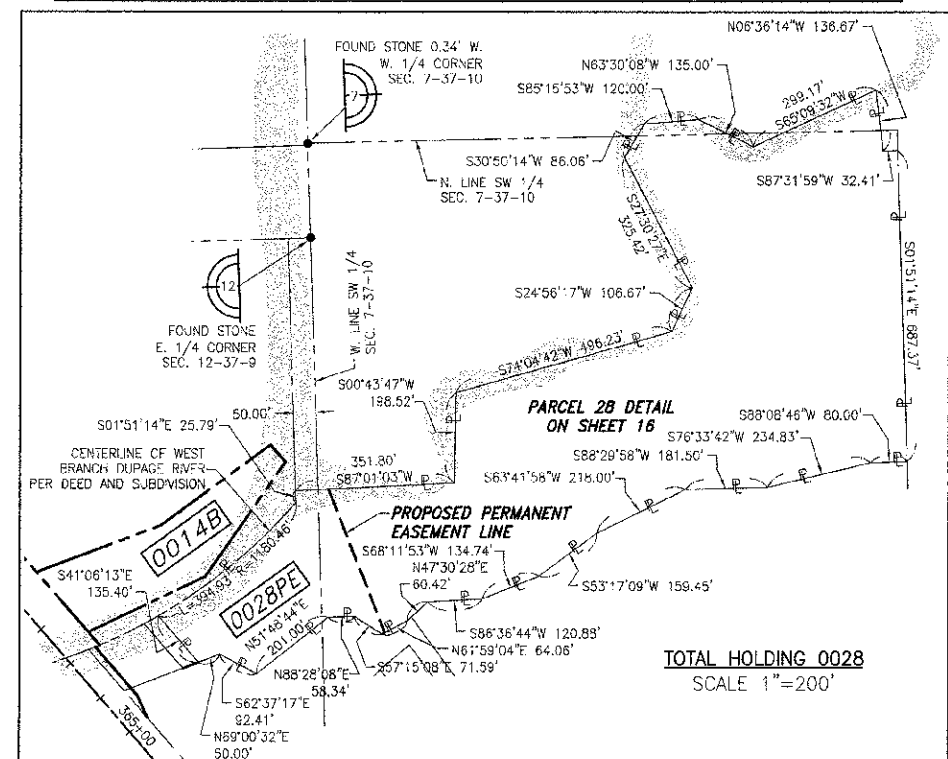 N06°36'14"W 136.67'
FOUND STONE 0.34' W.
W. 1/4 CORNER
SEC. 7-37-10
7
N63°30'08"W 135.00'
S85°15'53"W 120.00'
299.17'
S65°09'32"W
S30°50'14"W 86.06'
N. LINE SW 1/4
SEC. 7-37-10
S87°31'59"W 32.41'
S27°30'27"E
325.42'
S01°51'14"E 687.37'
12
S24°56'17"W 106.67'
FOUND STONE
E. 1/4 CORNER
SEC. 12-37-9
W. LINE SW 1/4
SEC. 7-37-10
S74°04'42"W 496.23'
S00°43'47"W
198.52'
50.00'
PARCEL 28 DETAIL
ON SHEET 16
S01°51'14"E 25.79'
S88°08'46"W 80.00'
S76°33'42"W 234.83'
CENTERLINE OF WEST
BRANCH DUPAGE RIVER
PER DEED AND SUBDIVISION
351.80'
S87°01'03"W
S88°29'58"W 181.50'
S63°41'58"W 218.00'
PROPOSED PERMANENT
EASEMENT LINE
0014B
S68°11'53"W 134.74'
N47°30'28"E
60.42'
S53°17'09"W 159.45'
S41°06'13"E
135.40'
L=394.93' R=1180.46'
0028PE
N51°48'44"E
201.00'
S86°36'44"W 120.88'
N61°59'04"E 64.06'
S57°15'08"E 71.59'
N88°28'08"E
58.34'
S62°37'17"E
92.41'
N69°00'32"E
50.00'
365+00
TOTAL HOLDING 0028
SCALE 1"=200'